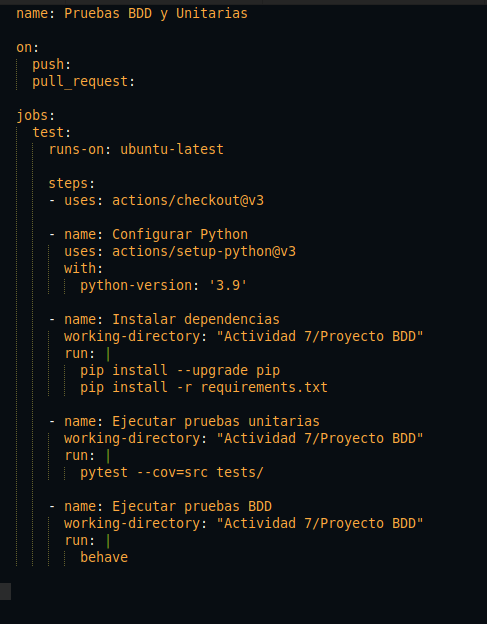 name: Pruebas BDD y Unitarias
on:
push:
pull_request:
jobs:
test:
runs-on: ubuntu-latest
steps:
- uses: actions/checkout@v3
- name: Configurar Python
uses: actions/setup-python@v3
with:
python-version: '3.9'
- name: Instalar dependencias
working-directory: "Actividad 7/Proyecto BDD"
run: |
pip install --upgrade pip
pip install -r requirements.txt
- name: Ejecutar pruebas unitarias
working-directory: "Actividad 7/Proyecto BDD"
run: |
pytest --cov=src tests/
- name: Ejecutar pruebas BDD
working-directory: "Actividad 7/Proyecto BDD"
run: |
behave